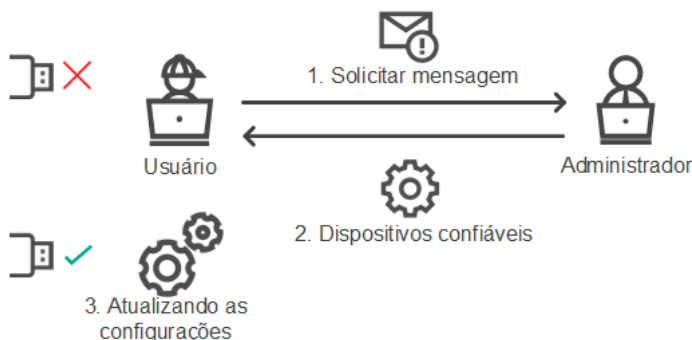 1. Solicitar mensagem
Usuário
Administrador
2. Dispositivos confiáveis
3. Atualizando as
configurações